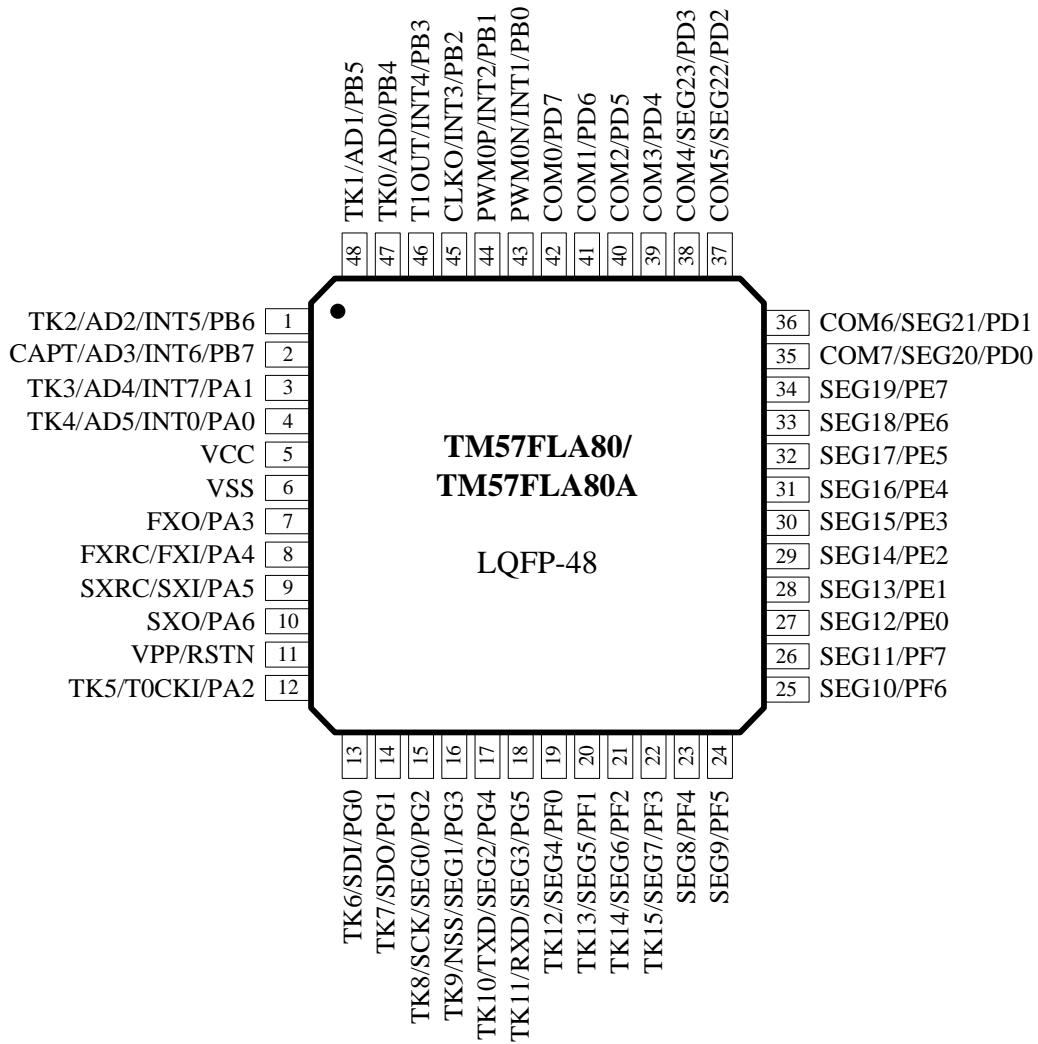 TK1/AD1/PB5
TK0/AD0/PB4
T1OUT/INT4/PB3
CLKO/INT3/PB2
PWM0P/INT2/PB1
PWM0N/INT1/PB0
COM0/PD7
COM1/PD6
COM2/PD5
COM3/PD4
COM4/SEG23/PD3
COM5/SEG22/PD2
48 47 46 45 44 43 42 41 40 39 38 37
TK2/AD2/INT5/PB6 1
CAPT/AD3/INT6/PB7 2
TK3/AD4/INT7/PA1 3
TK4/AD5/INT0/PA0 4
VCC 5
VSS 6
FXO/PA3 7
FXRC/FXI/PA4 8
SXRC/SXI/PA5 9
SXO/PA6 10
VPP/RSTN 11
TK5/T0CKI/PA2 12
TM57FLA80/
TM57FLA80A
LQFP-48
36 COM6/SEG21/PD1
35 COM7/SEG20/PD0
34 SEG19/PE7
33 SEG18/PE6
32 SEG17/PE5
31 SEG16/PE4
30 SEG15/PE3
29 SEG14/PE2
28 SEG13/PE1
27 SEG12/PE0
26 SEG11/PF7
25 SEG10/PF6
13 14 15 16 17 18 19 20 21 22 23 24
TK6/SDI/PG0
TK7/SDO/PG1
TK8/SCK/SEG0/PG2
TK9/NSS/SEG1/PG3
TK10/TXD/SEG2/PG4
TK11/RXD/SEG3/PG5
TK12/SEG4/PF0
TK13/SEG5/PF1
TK14/SEG6/PF2
TK15/SEG7/PF3
SEG8/PF4
SEG9/PF5